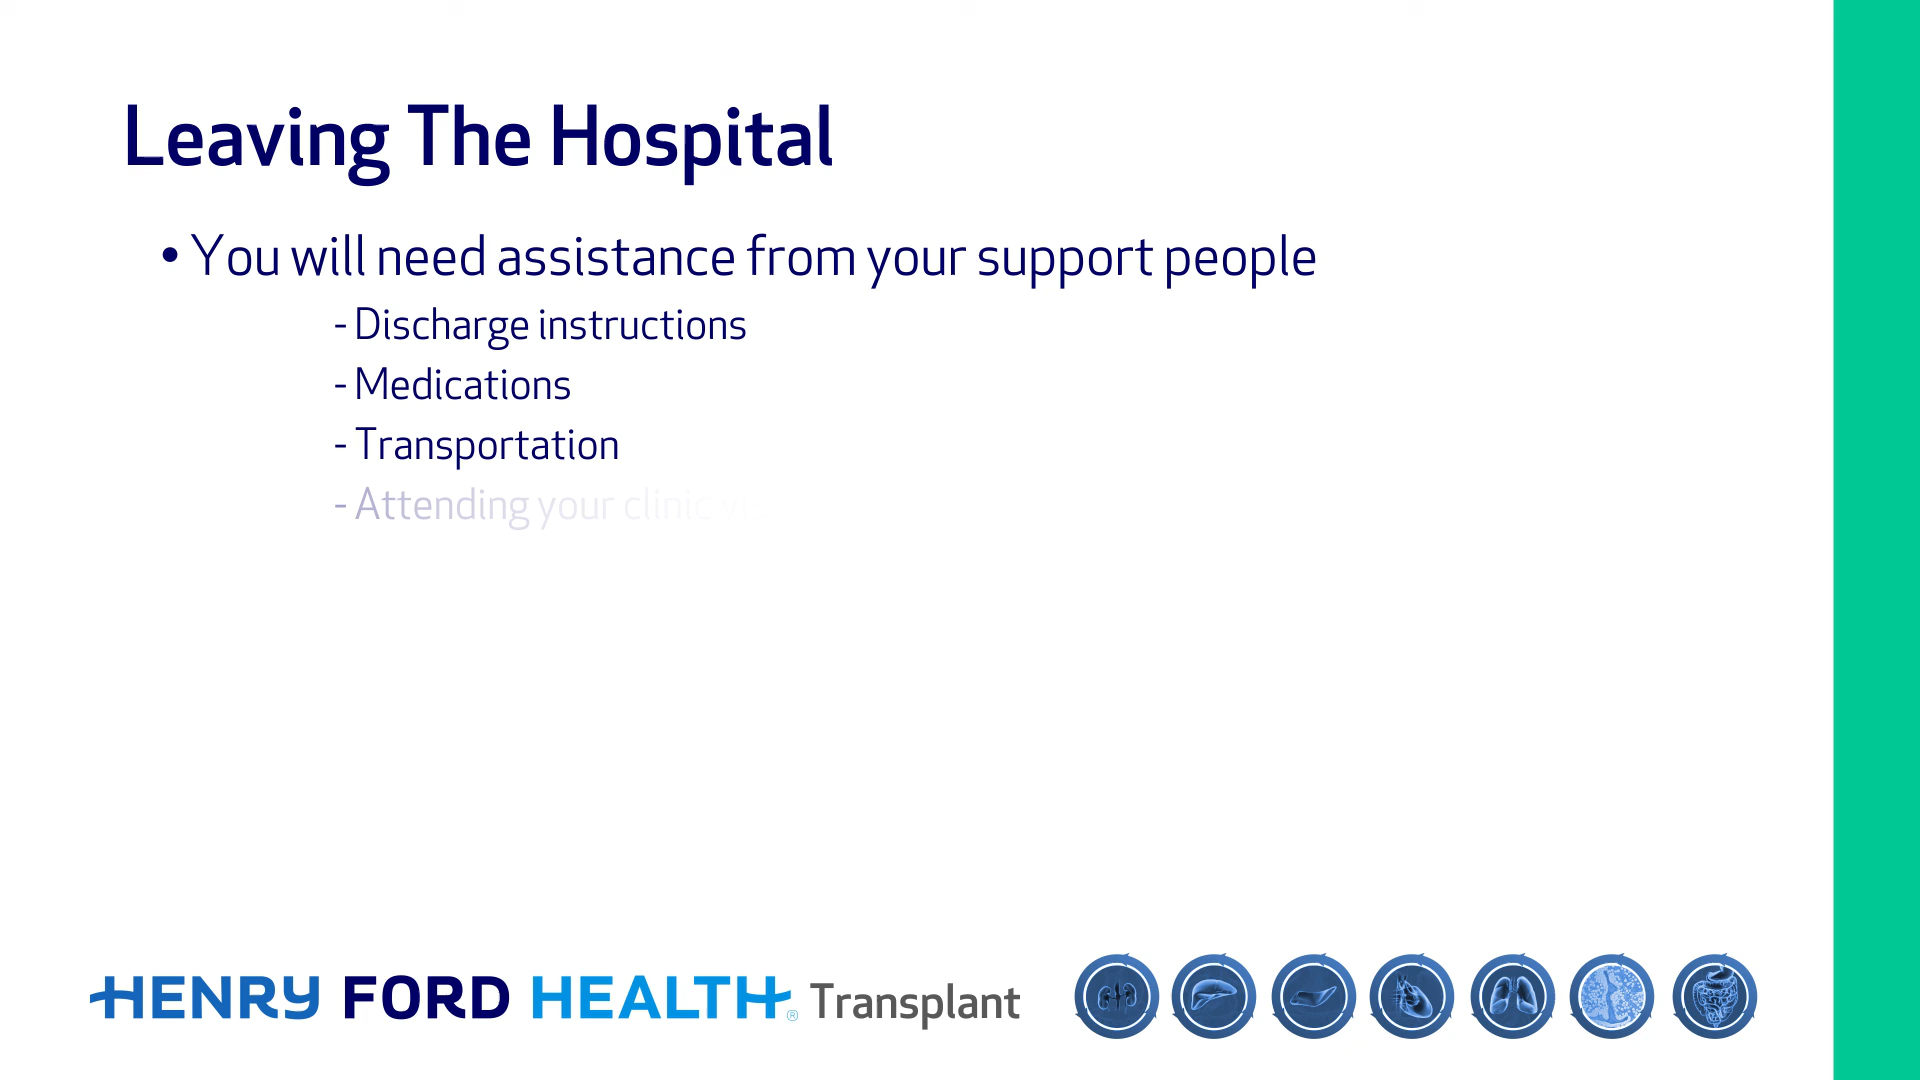 Leaving The Hospital
• You will need assistance from your support people
- Discharge instructions
- Medications
- Transportation
- Attending your clinic
HENRY FORD HEALTH® Transplant